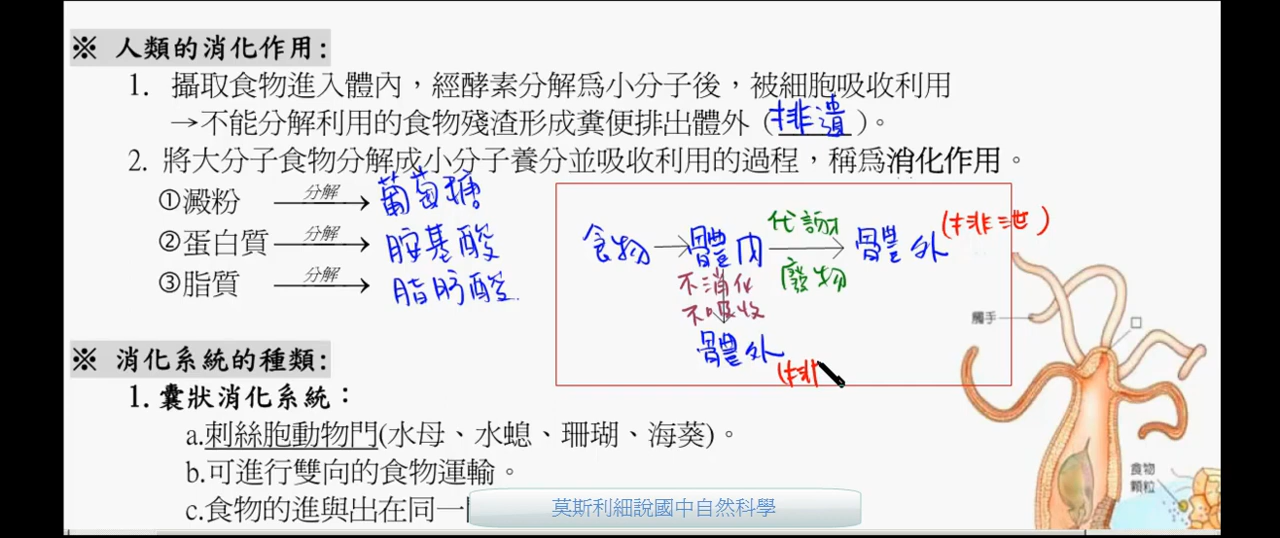 ※ 人類的消化作用:
1. 攝取食物進入體內，經酵素分解為小分子後，被細胞吸收利用
→不能分解利用的食物殘渣形成糞便排出體外（排遺）。
2. 將大分子食物分解成小分子養分並吸收利用的過程，稱為消化作用。
①澱粉 分解 葡萄糖
②蛋白質 分解 胺基酸
③脂質 分解 脂肪酸
食物 → 體內 代謝廢物 → 體外 (排泄)
不消化
不吸收
體外
(排
觸手
口
※ 消化系統的種類:
1. 囊狀消化系統：
a.刺絲胞動物門(水母、水螅、珊瑚、海葵)。
b.可進行雙向的食物運輸。
c.食物的進與出在同一
食物
顆粒
莫斯利細說國中自然科學